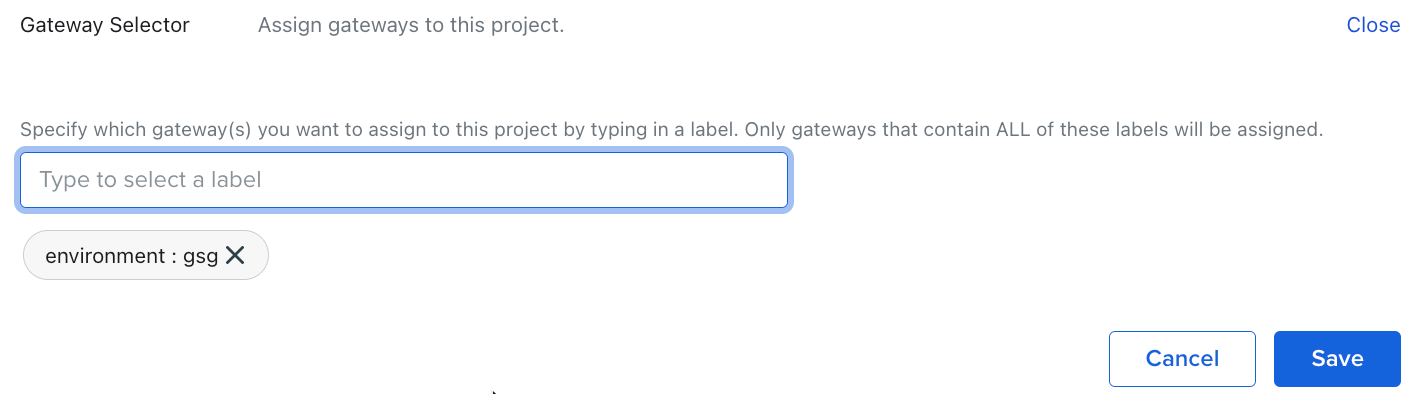 Gateway Selector Assign gateways to this project. Close
Specify which gateway(s) you want to assign to this project by typing in a label. Only gateways that contain ALL of these labels will be assigned.
Type to select a label
environment : gsg
Cancel Save